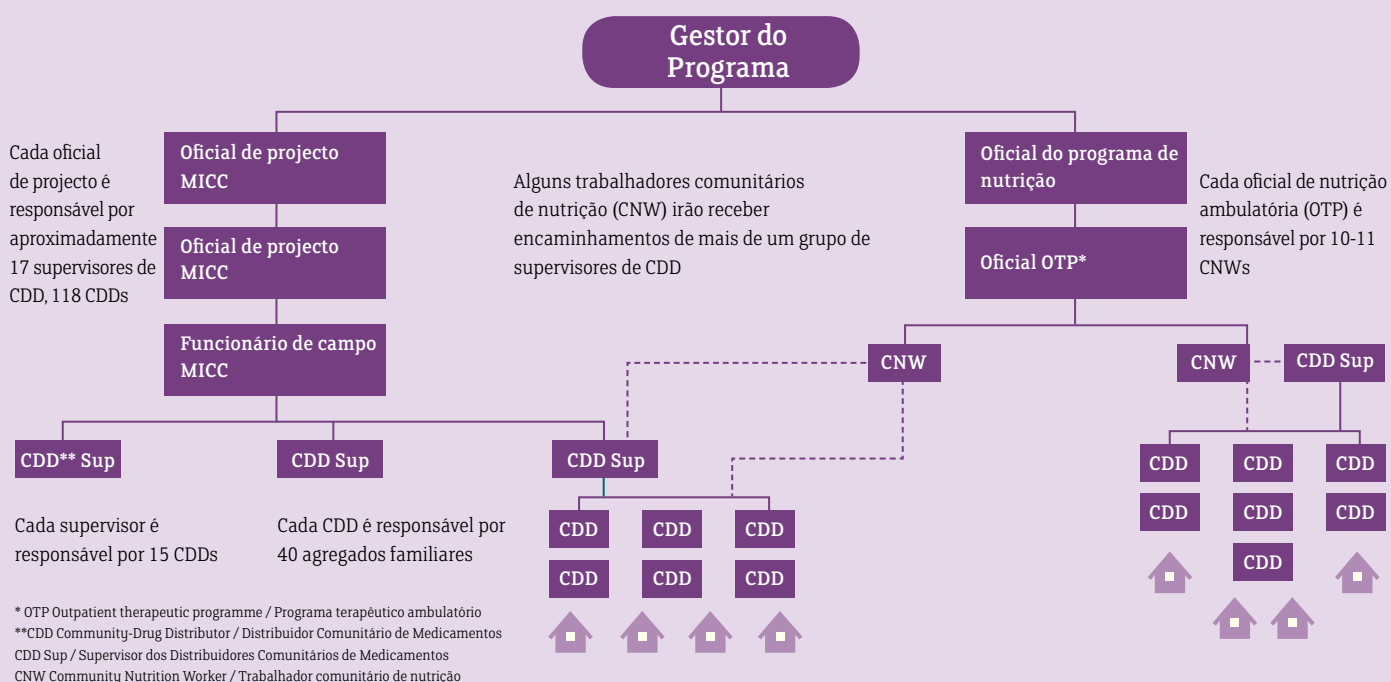 Gestor do
Programa
Cada oficial
de projecto é
responsável por
aproximadamente
17 supervisores de
CDD, 118 CDDs
Oficial de projecto
MICC
Oficial de projecto
MICC
Funcionário de campo
MICC
Alguns trabalhadores comunitários
de nutrição (CNW) irão receber
encaminhamentos de mais de um grupo de
supervisores de CDD
Oficial do programa de
nutrição
Oficial OTP*
Cada oficial de nutrição
ambulatória (OTP) é
responsável por 10-11
CNWs
CNW
CNW
CDD Sup
CDD** Sup
CDD Sup
CDD Sup
CDD
CDD
CDD
CDD
CDD
CDD
CDD
Cada supervisor é
responsável por 15 CDDs
Cada CDD é responsável por
40 agregados familiares
CDD
CDD
CDD
CDD
CDD
CDD
* OTP Outpatient therapeutic programme / Programa terapêutico ambulatório
**CDD Community-Drug Distributor / Distribuidor Comunitário de Medicamentos
CDD Sup / Supervisor dos Distribuidores Comunitários de Medicamentos
CNW Community Nutrition Worker / Trabalhador comunitário de nutrição